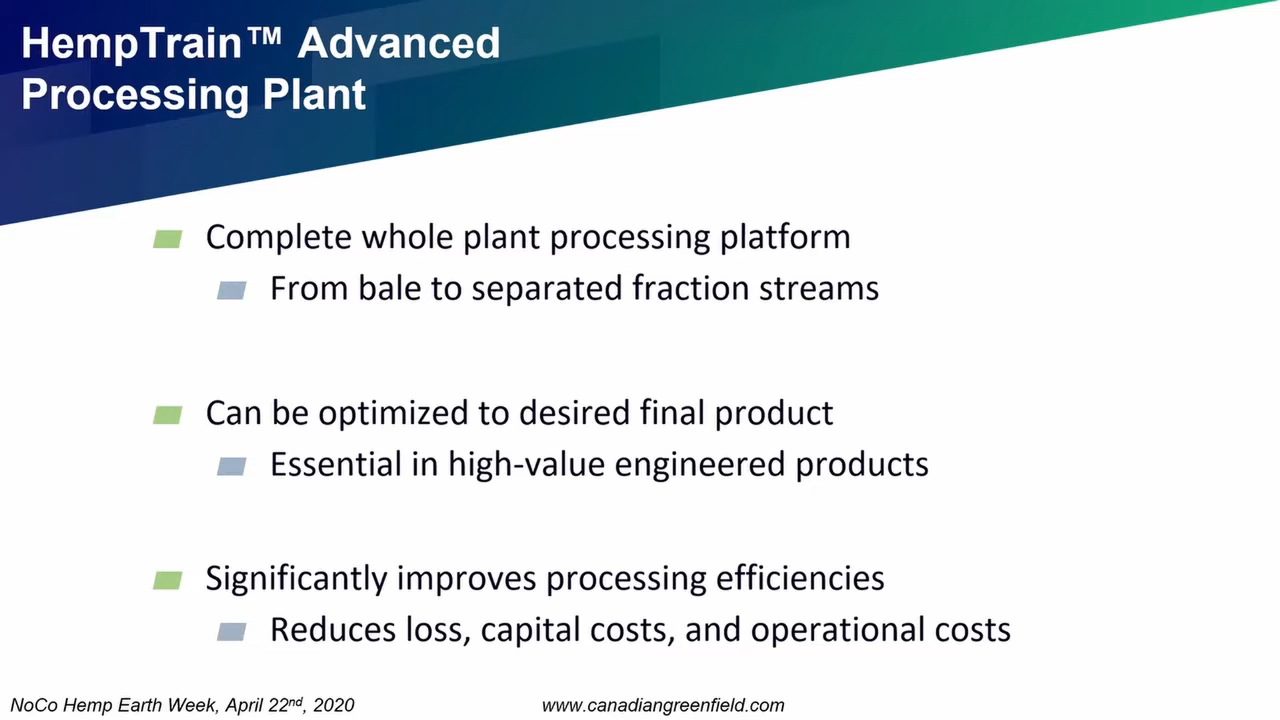 HempTrain™ Advanced
Processing Plant
Complete whole plant processing platform
From bale to separated fraction streams
Can be optimized to desired final product
Essential in high-value engineered products
Significantly improves processing efficiencies
Reduces loss, capital costs, and operational costs
NoCo Hemp Earth Week, April 22nd, 2020
www.canadiangreenfield.com